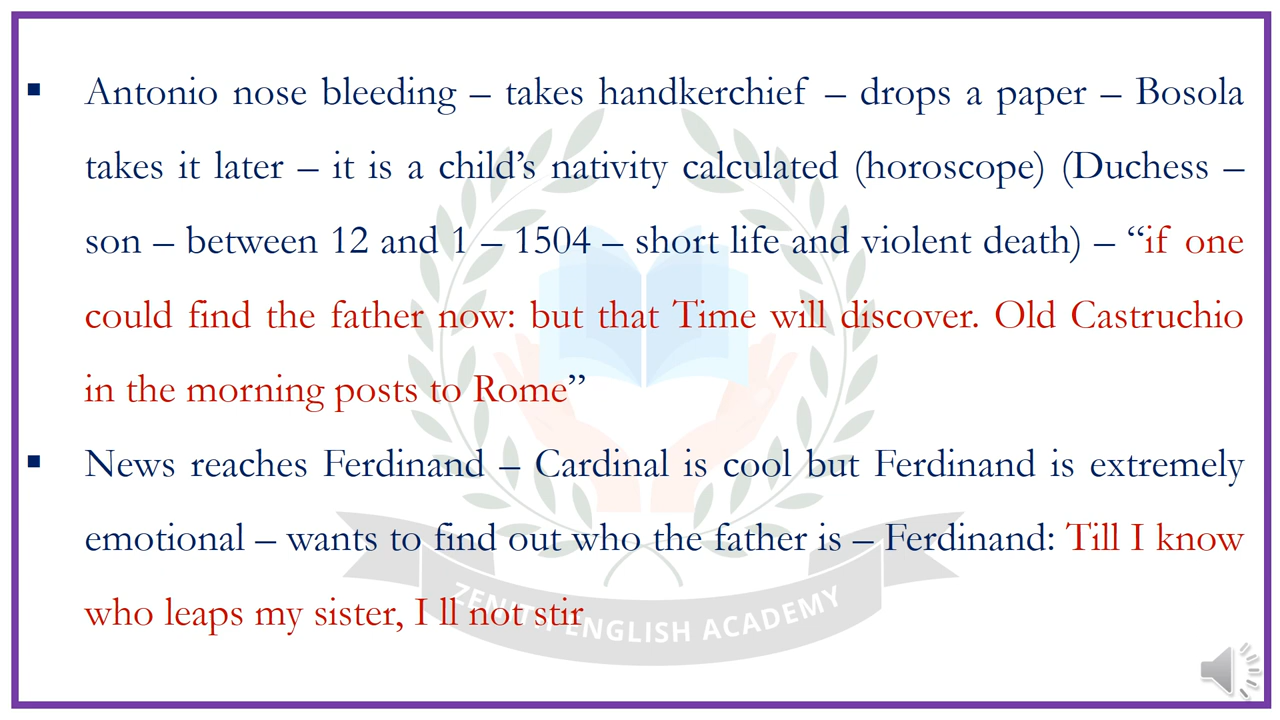 ▪ Antonio nose bleeding – takes handkerchief – drops a paper – Bosola
takes it later – it is a child’s nativity calculated (horoscope) (Duchess –
son – between 12 and 1 – 1504 – short life and violent death) – “if one
could find the father now: but that Time will discover. Old Castruchio
in the morning posts to Rome”
▪ News reaches Ferdinand – Cardinal is cool but Ferdinand is extremely
emotional – wants to find out who the father is – Ferdinand: Till I know
who leaps my sister, I ll not stir
ZENITH ENGLISH ACADEMY